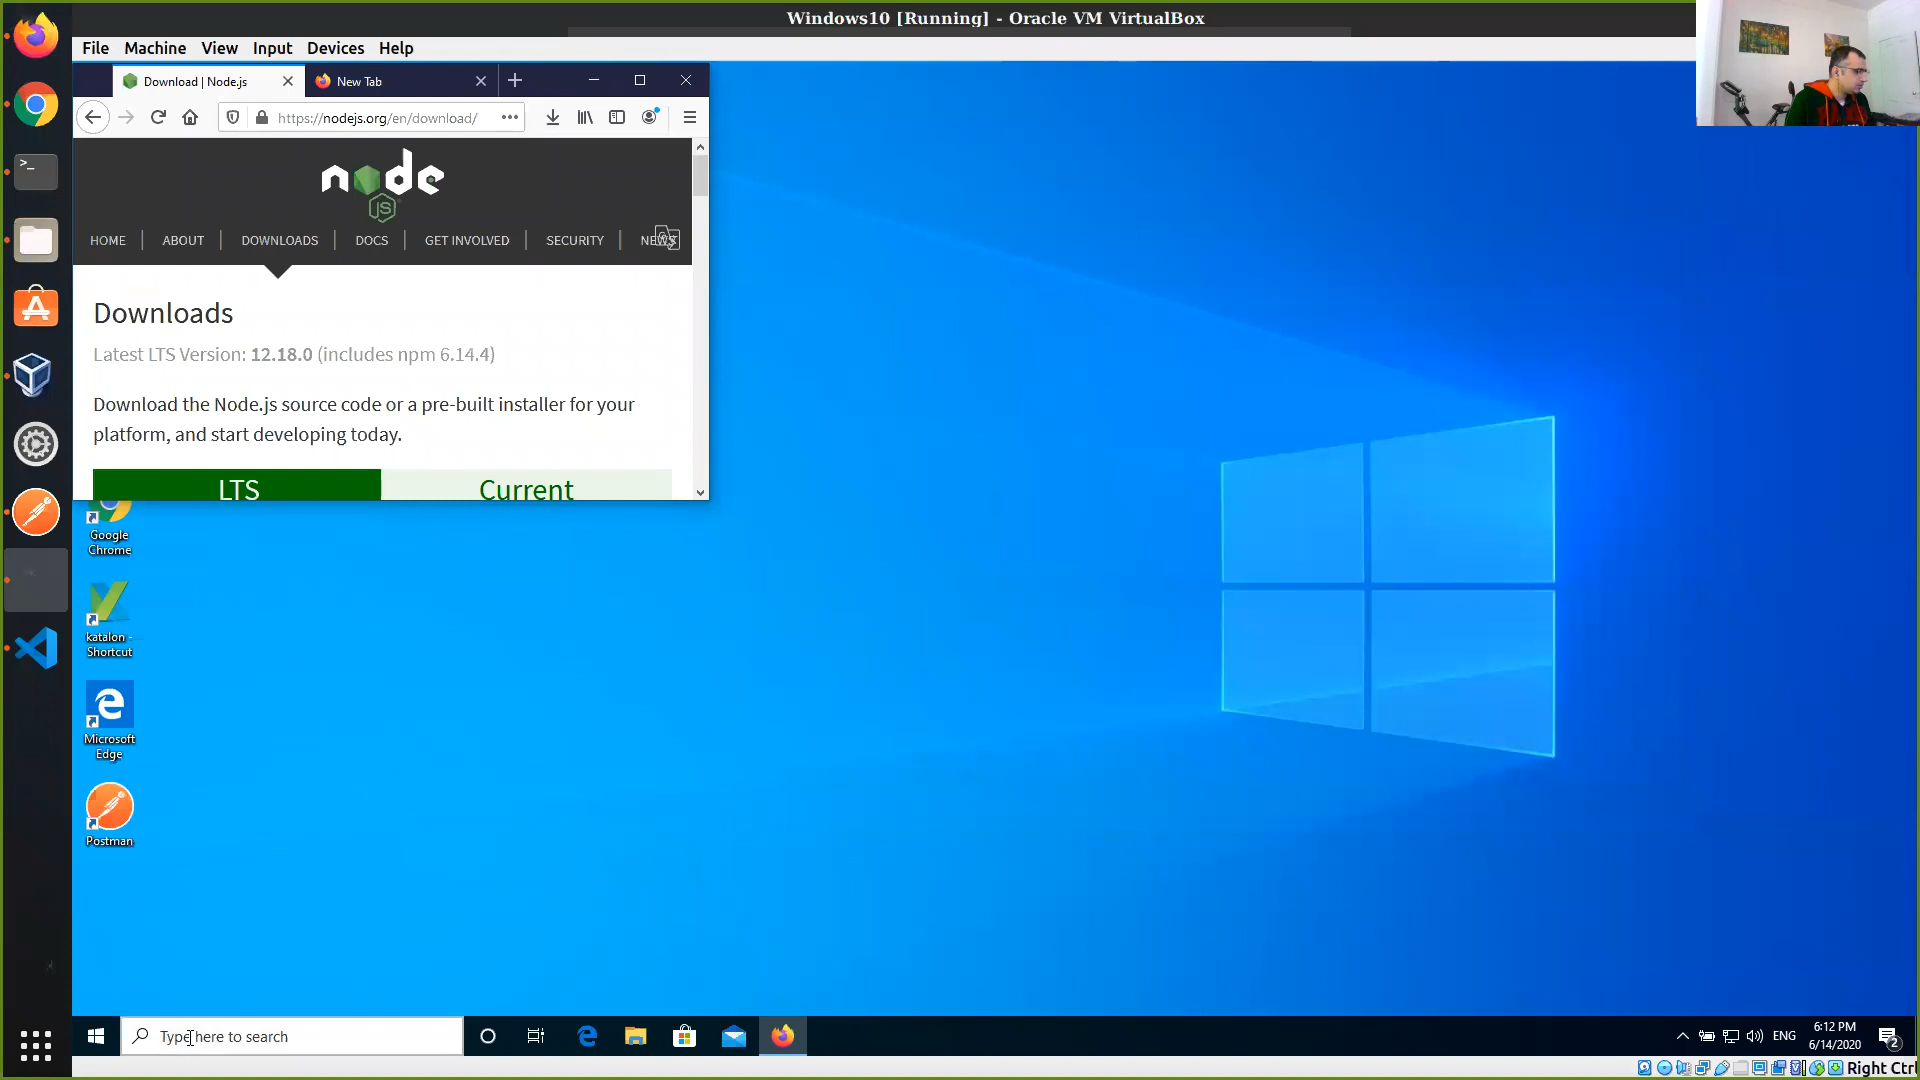 Windows10 [Running] - Oracle VM VirtualBox
File Machine View Input Devices Help
Download | Node.js
New Tab
https://nodejs.org/en/download/
node
JS
HOME
ABOUT
DOWNLOADS
DOCS
GET INVOLVED
SECURITY
NEWS
Downloads
Latest LTS Version: 12.18.0 (includes npm 6.14.4)
Download the Node.js source code or a pre-built installer for your
platform, and start developing today.
LTS
Current
Google
Chrome
katalon -
Shortcut
Microsoft
Edge
Postman
Type here to search
ENG
6:12 PM
6/14/2020
2
Right Ctrl